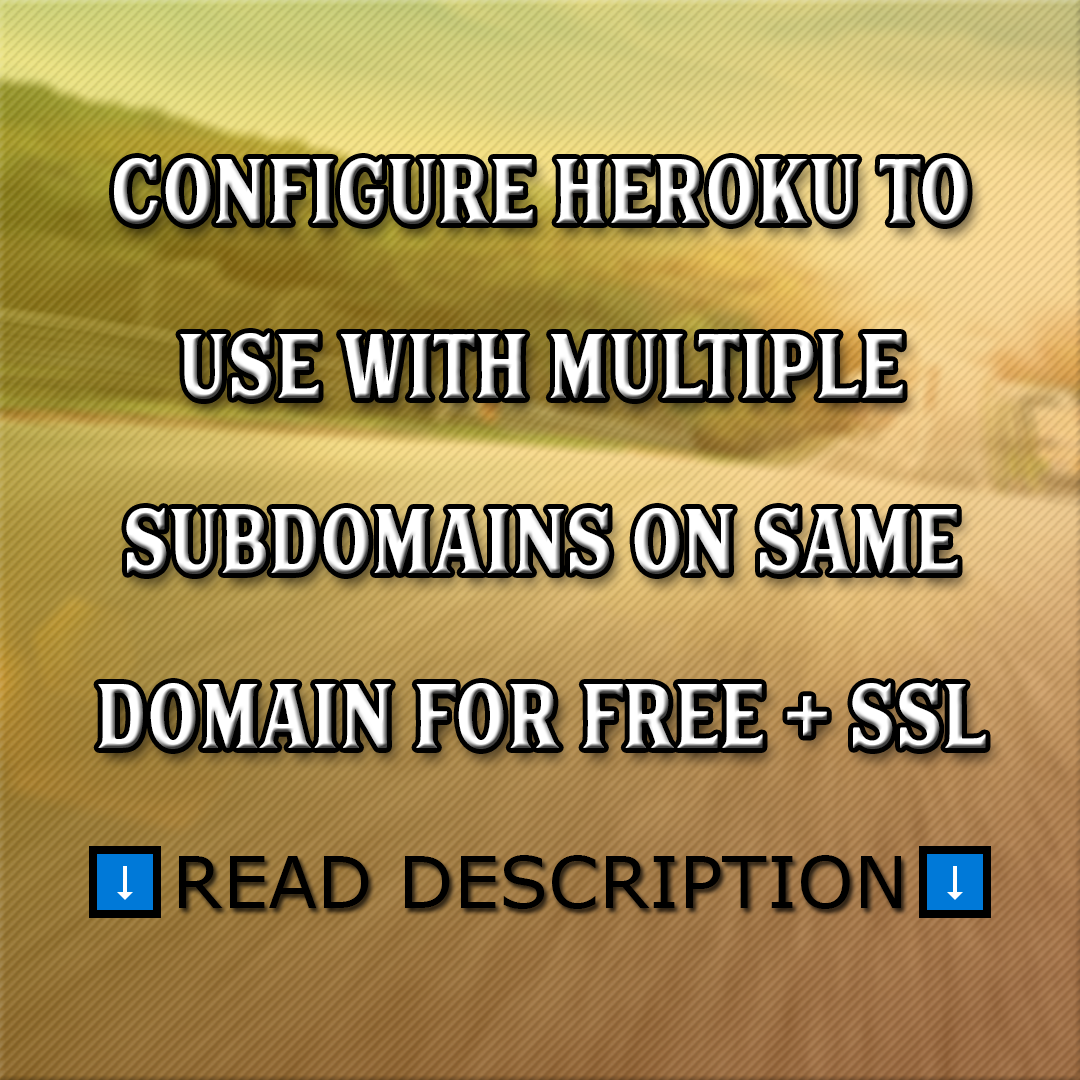 CONFIGURE HEROKU TO
USE WITH MULTIPLE
SUBDOMAINS ON SAME
DOMAIN FOR FREE + SSL
⬇️READ DESCRIPTION⬇️